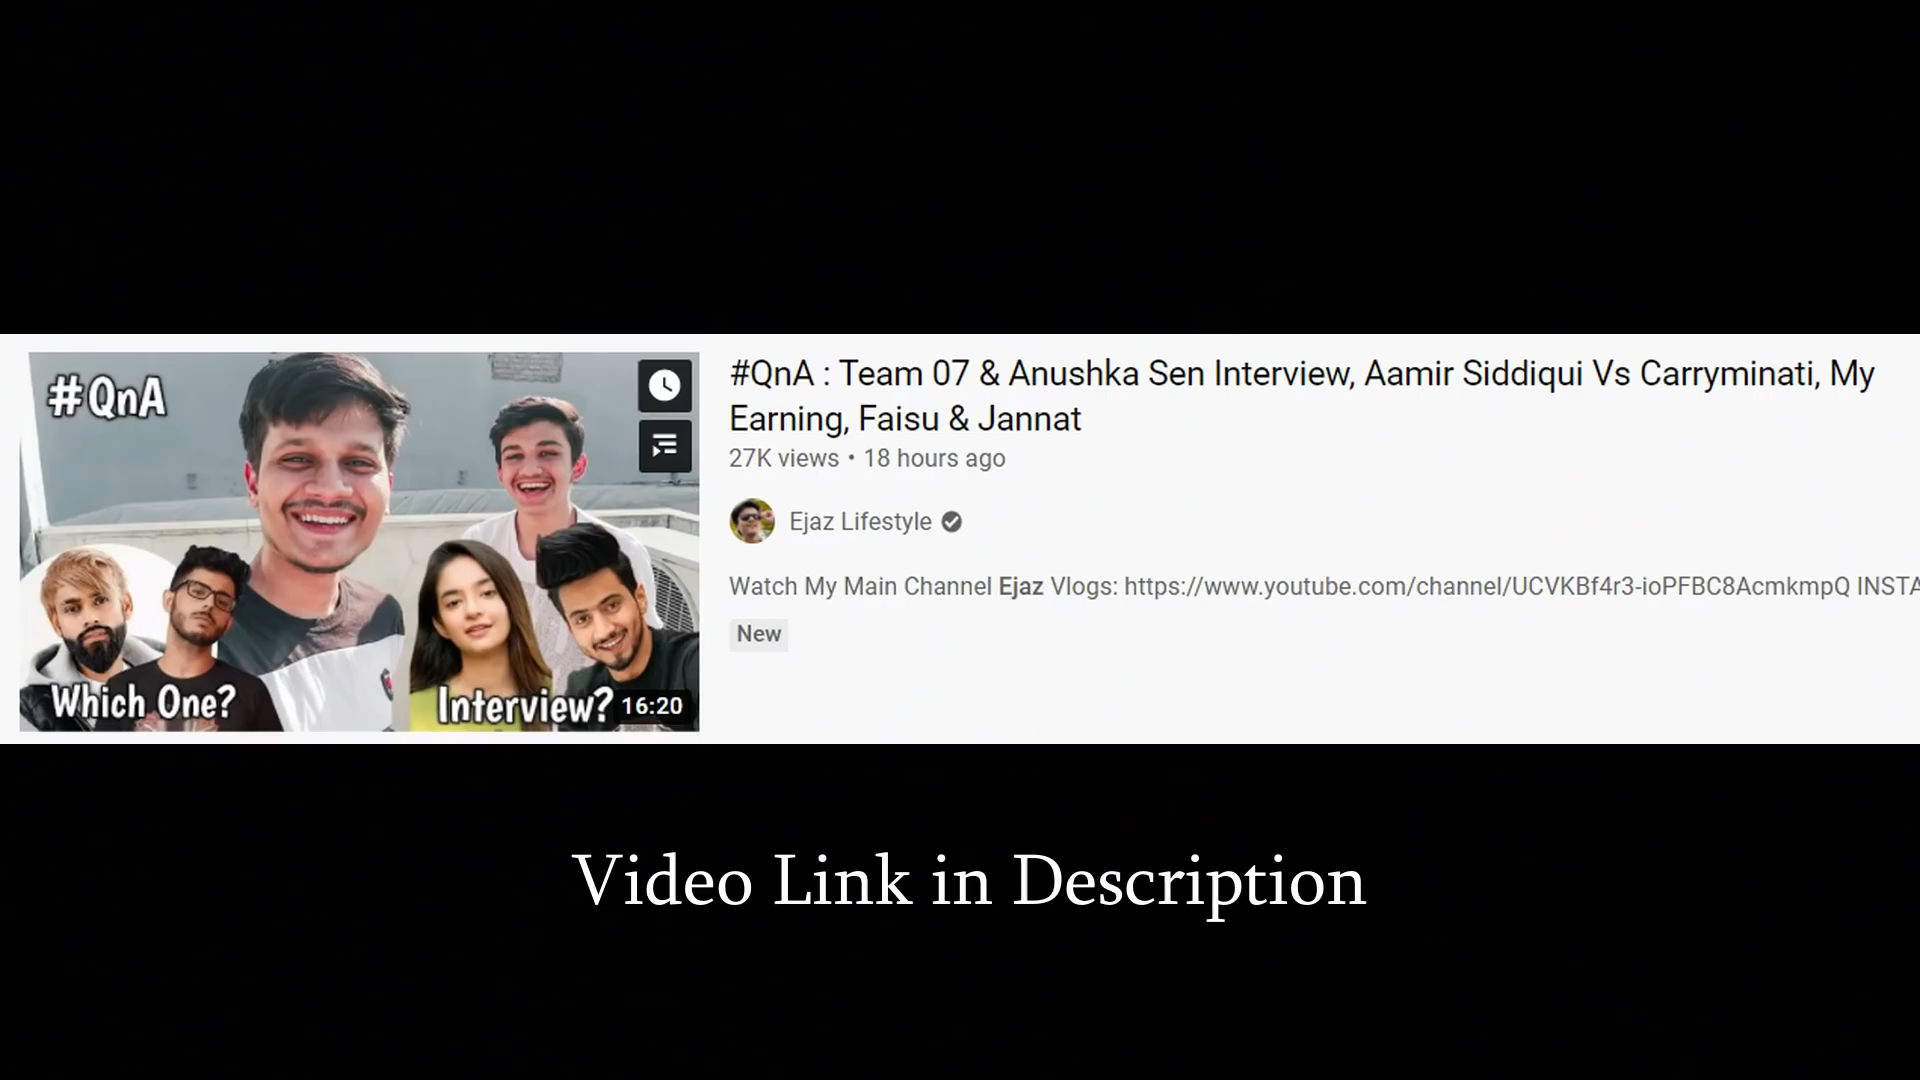 #QnA
Which One?
Interview?
16:20
#QnA : Team 07 & Anushka Sen Interview, Aamir Siddiqui Vs Carryminati, My
Earning, Faisu & Jannat
27K views • 18 hours ago
Ejaz Lifestyle
Watch My Main Channel Ejaz Vlogs: https://www.youtube.com/channel/UCVKBf4r3-ioPFBC8AcmkmpQ INSTA
New
Video Link in Description